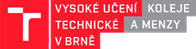 VYSOKÉ UČENÍ KOLEJE
TECHNICKÉ A MENZY
V BRNĚ